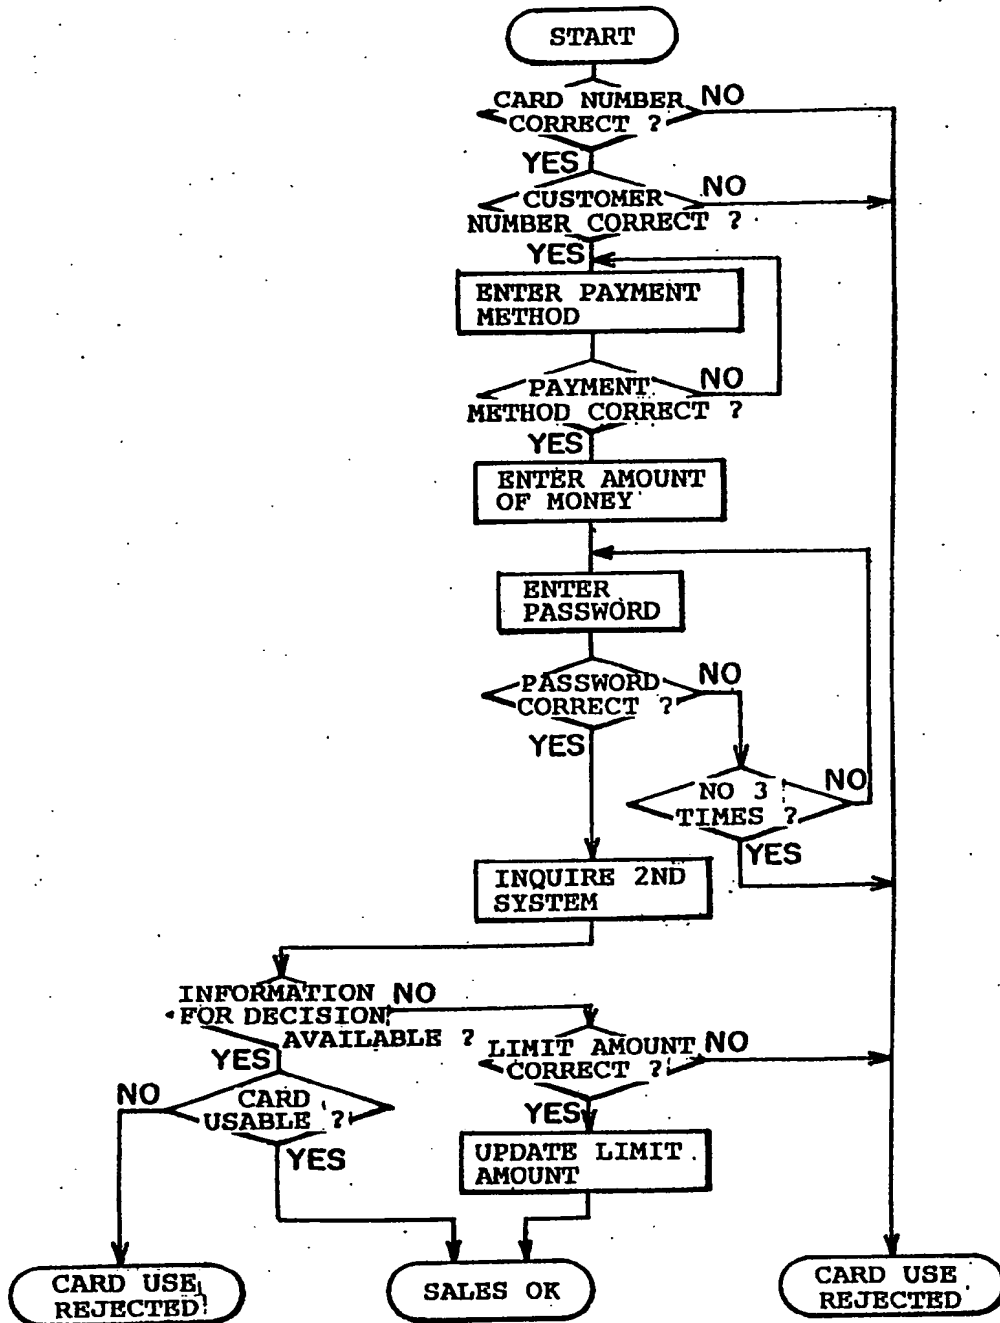 START
CARD NUMBER
CORRECT ?
NO
YES
CUSTOMER
NUMBER CORRECT ?
NO
YES
ENTER PAYMENT
METHOD
PAYMENT
METHOD CORRECT ?
NO
YES
ENTER AMOUNT
OF MONEY
ENTER
PASSWORD
PASSWORD
CORRECT ?
NO
YES
NO 3
TIMES ?
NO
YES
INQUIRE 2ND
SYSTEM
INFORMATION
FOR DECISION
AVAILABLE ?
NO
YES
LIMIT AMOUNT
CORRECT ?
NO
YES
CARD
USABLE ?
NO
YES
UPDATE LIMIT
AMOUNT
CARD USE
REJECTED
SALES OK
CARD USE
REJECTED